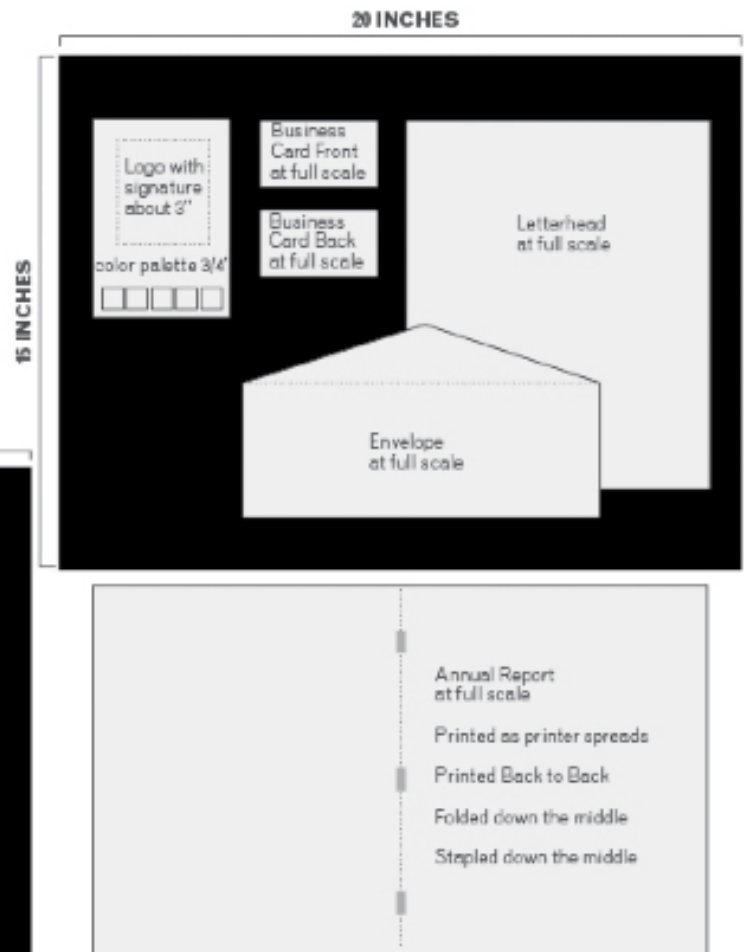 20 INCHES
15 INCHES
Logo with
signature
about 3"
color palette 3/4"
Business
Card Front
at full scale
Business
Card Back
at full scale
Letterhead
at full scale
Envelope
at full scale
Annual Report
at full scale
Printed as printer spreads
Printed Back to Back
Folded down the middle
Stapled down the middle